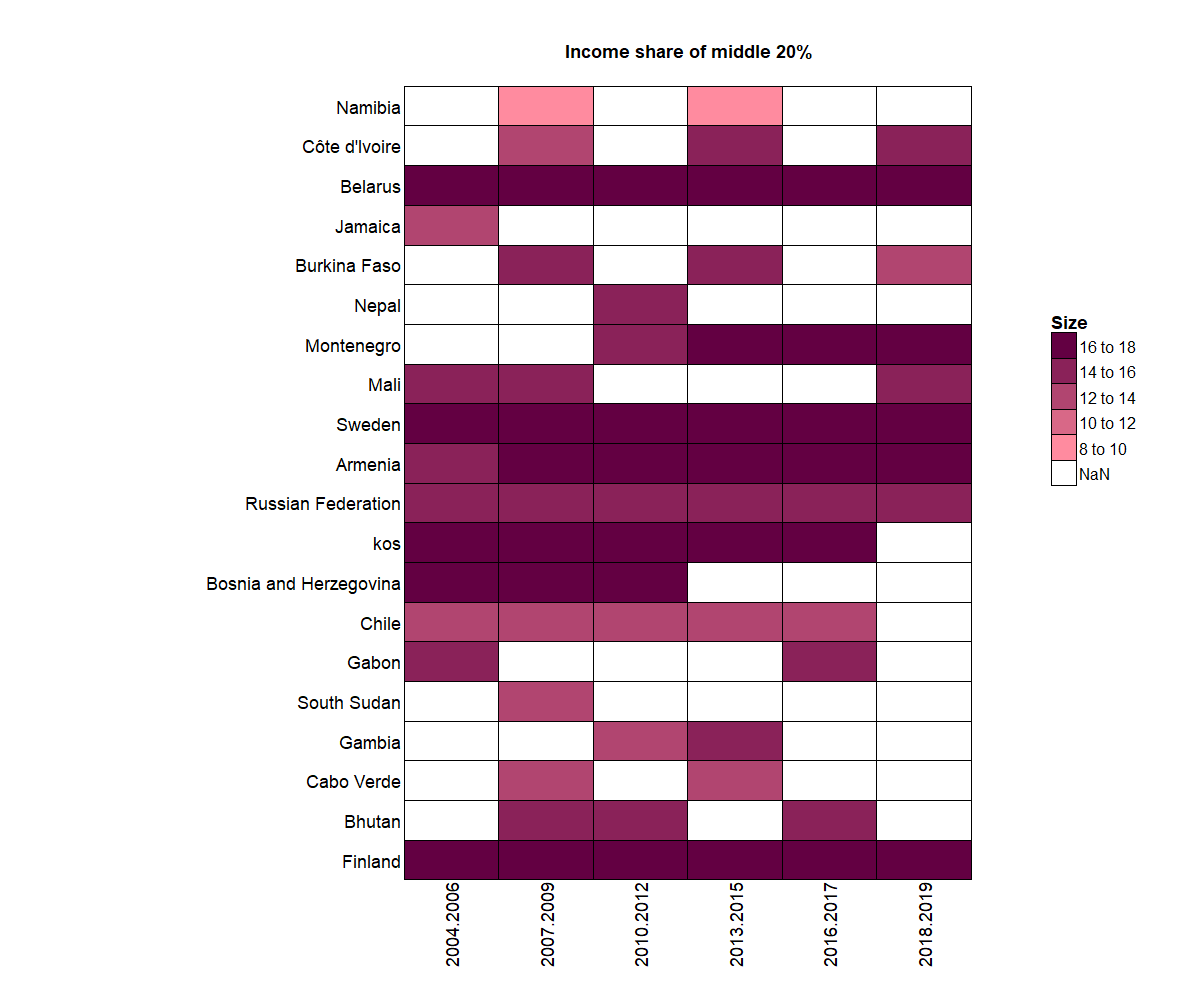 Income share of middle 20%
Namibia
Côte d'Ivoire
Belarus
Jamaica
Burkina Faso
Nepal
Montenegro
Mali
Sweden
Armenia
Russian Federation
kos
Bosnia and Herzegovina
Chile
Gabon
South Sudan
Gambia
Cabo Verde
Bhutan
Finland
2004.2006
2007.2009
2010.2012
2013.2015
2016.2017
2018.2019
Size
16 to 18
14 to 16
12 to 14
10 to 12
8 to 10
NaN